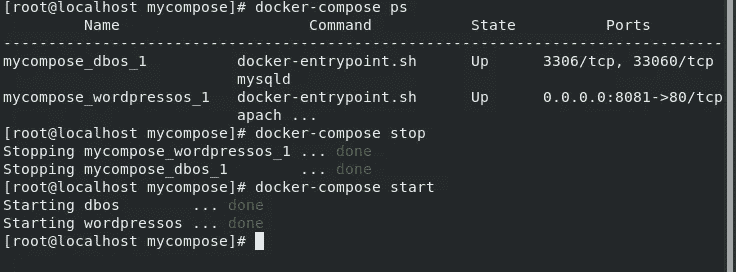 [root@localhost mycompose]# docker-compose ps
         Name                   Command            State          Ports
--------------------------------------------------------------------------------
mycompose_dbos_1          docker-entrypoint.sh     Up      3306/tcp, 33060/tcp
                          mysqld
mycompose_wordpressos_1   docker-entrypoint.sh     Up      0.0.0.0:8081->80/tcp
                          apach ...
[root@localhost mycompose]# docker-compose stop
Stopping mycompose_wordpressos_1 ... done
Stopping mycompose_dbos_1        ... done
[root@localhost mycompose]# docker-compose start
Starting dbos        ... done
Starting wordpressos ... done
[root@localhost mycompose]#